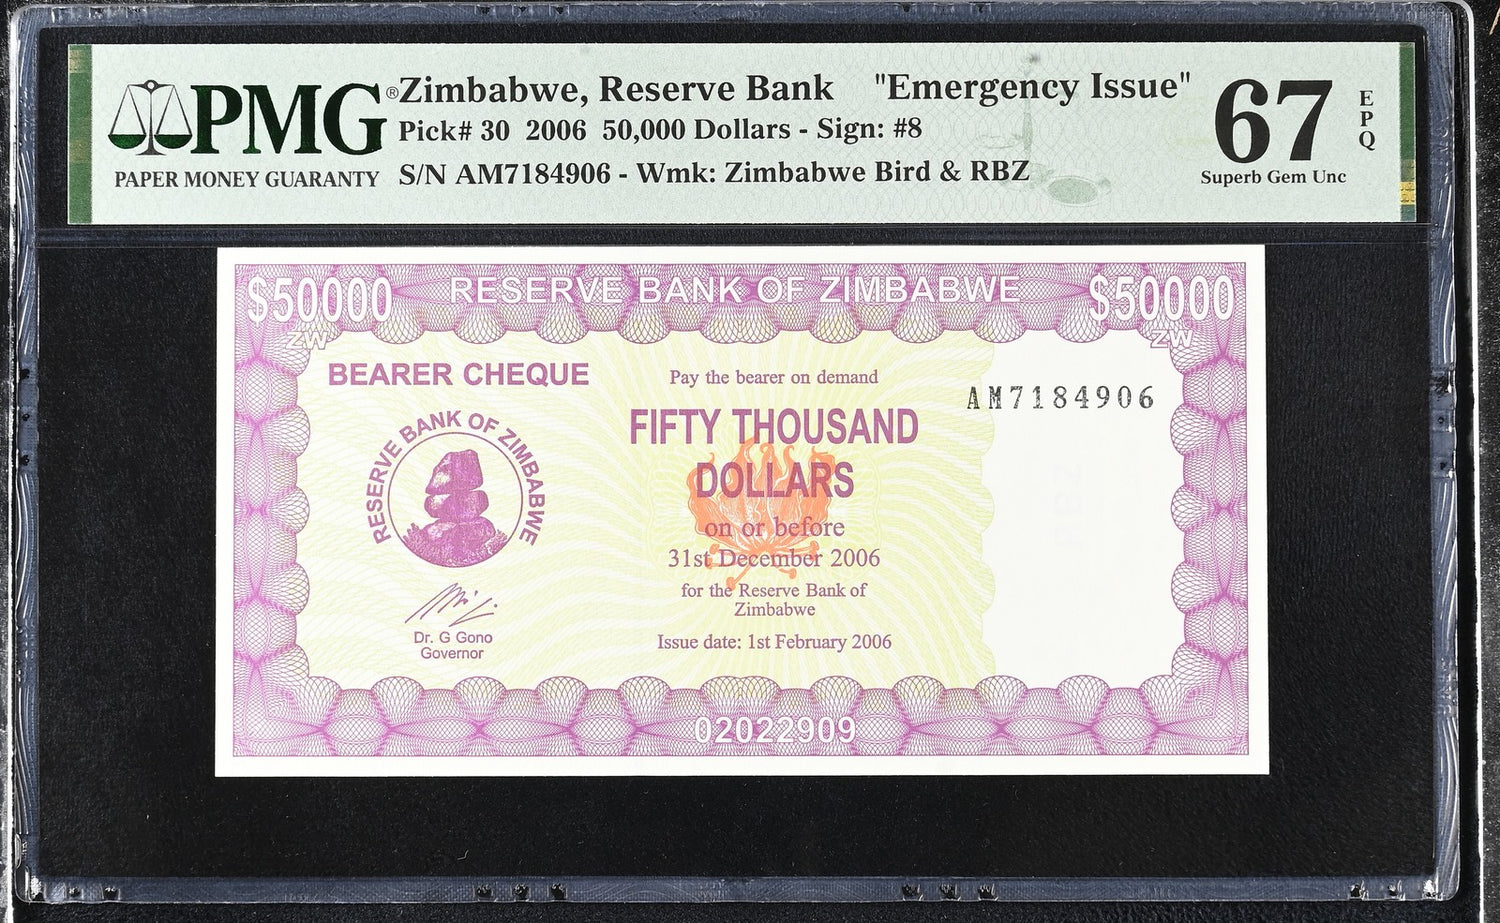 PMG®
PAPER MONEY GUARANTY
Zimbabwe, Reserve Bank "Emergency Issue"
Pick# 30 2006 50,000 Dollars - Sign: #8
S/N AM7184906 - Wmk: Zimbabwe Bird & RBZ
67
EPQ
Superb Gem Unc
$50000 RESERVE BANK OF ZIMBABWE $50000
ZW ZW
BEARER CHEQUE
Pay the bearer on demand
AM7184906
FIFTY THOUSAND
DOLLARS
on or before
31st December 2006
for the Reserve Bank of
Zimbabwe
Issue date: 1st February 2006
RESERVE BANK OF ZIMBABWE
Dr. G Gono
Governor
RBZ
02022909